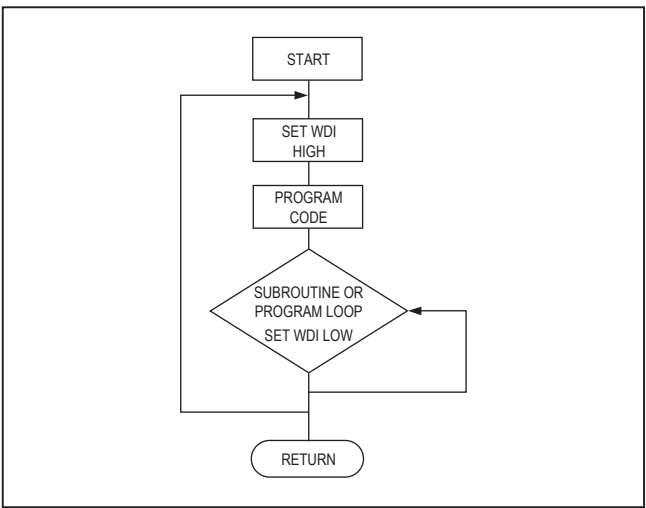 START
SET WDI
HIGH
PROGRAM
CODE
SUBROUTINE OR
PROGRAM LOOP
SET WDI LOW
RETURN